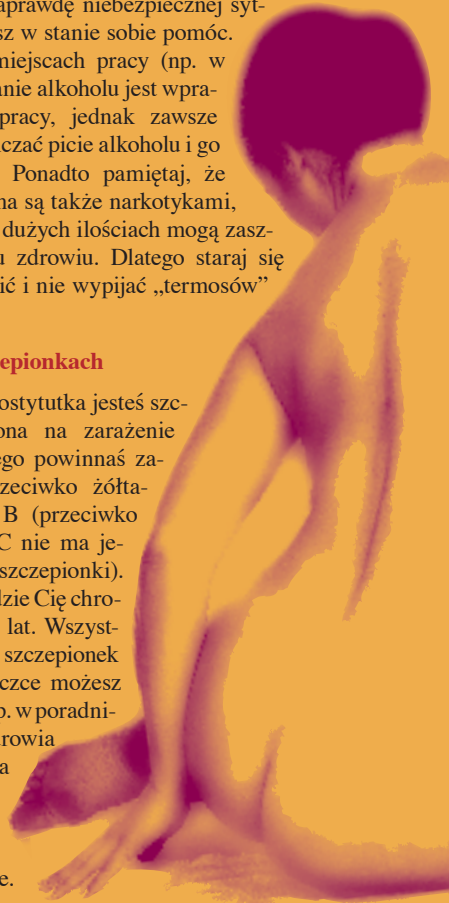 aprawdę niebezpiecznej syt-
sz w stanie sobie pomóc.
miejscach pracy (np. w
anie alkoholu jest wpra-
pracy, jednak zawsze
iczać picie alkoholu i go
Ponadto pamiętaj, że
na są także narkotykami,
dużych ilościach mogą zasz-
u zdrowiu. Dlatego staraj się
ić i nie wypijać „termosów”
epionkach
ostytutka jesteś szc-
ona na zarażenie
ego powinnaś za-
zeciwko żółta-
B (przeciwko
C nie ma je-
szczepionki).
dzie Cię chro-
lat. Wszyst-
szczepionek
czce możesz
p. w poradni-
rowia
a
e.